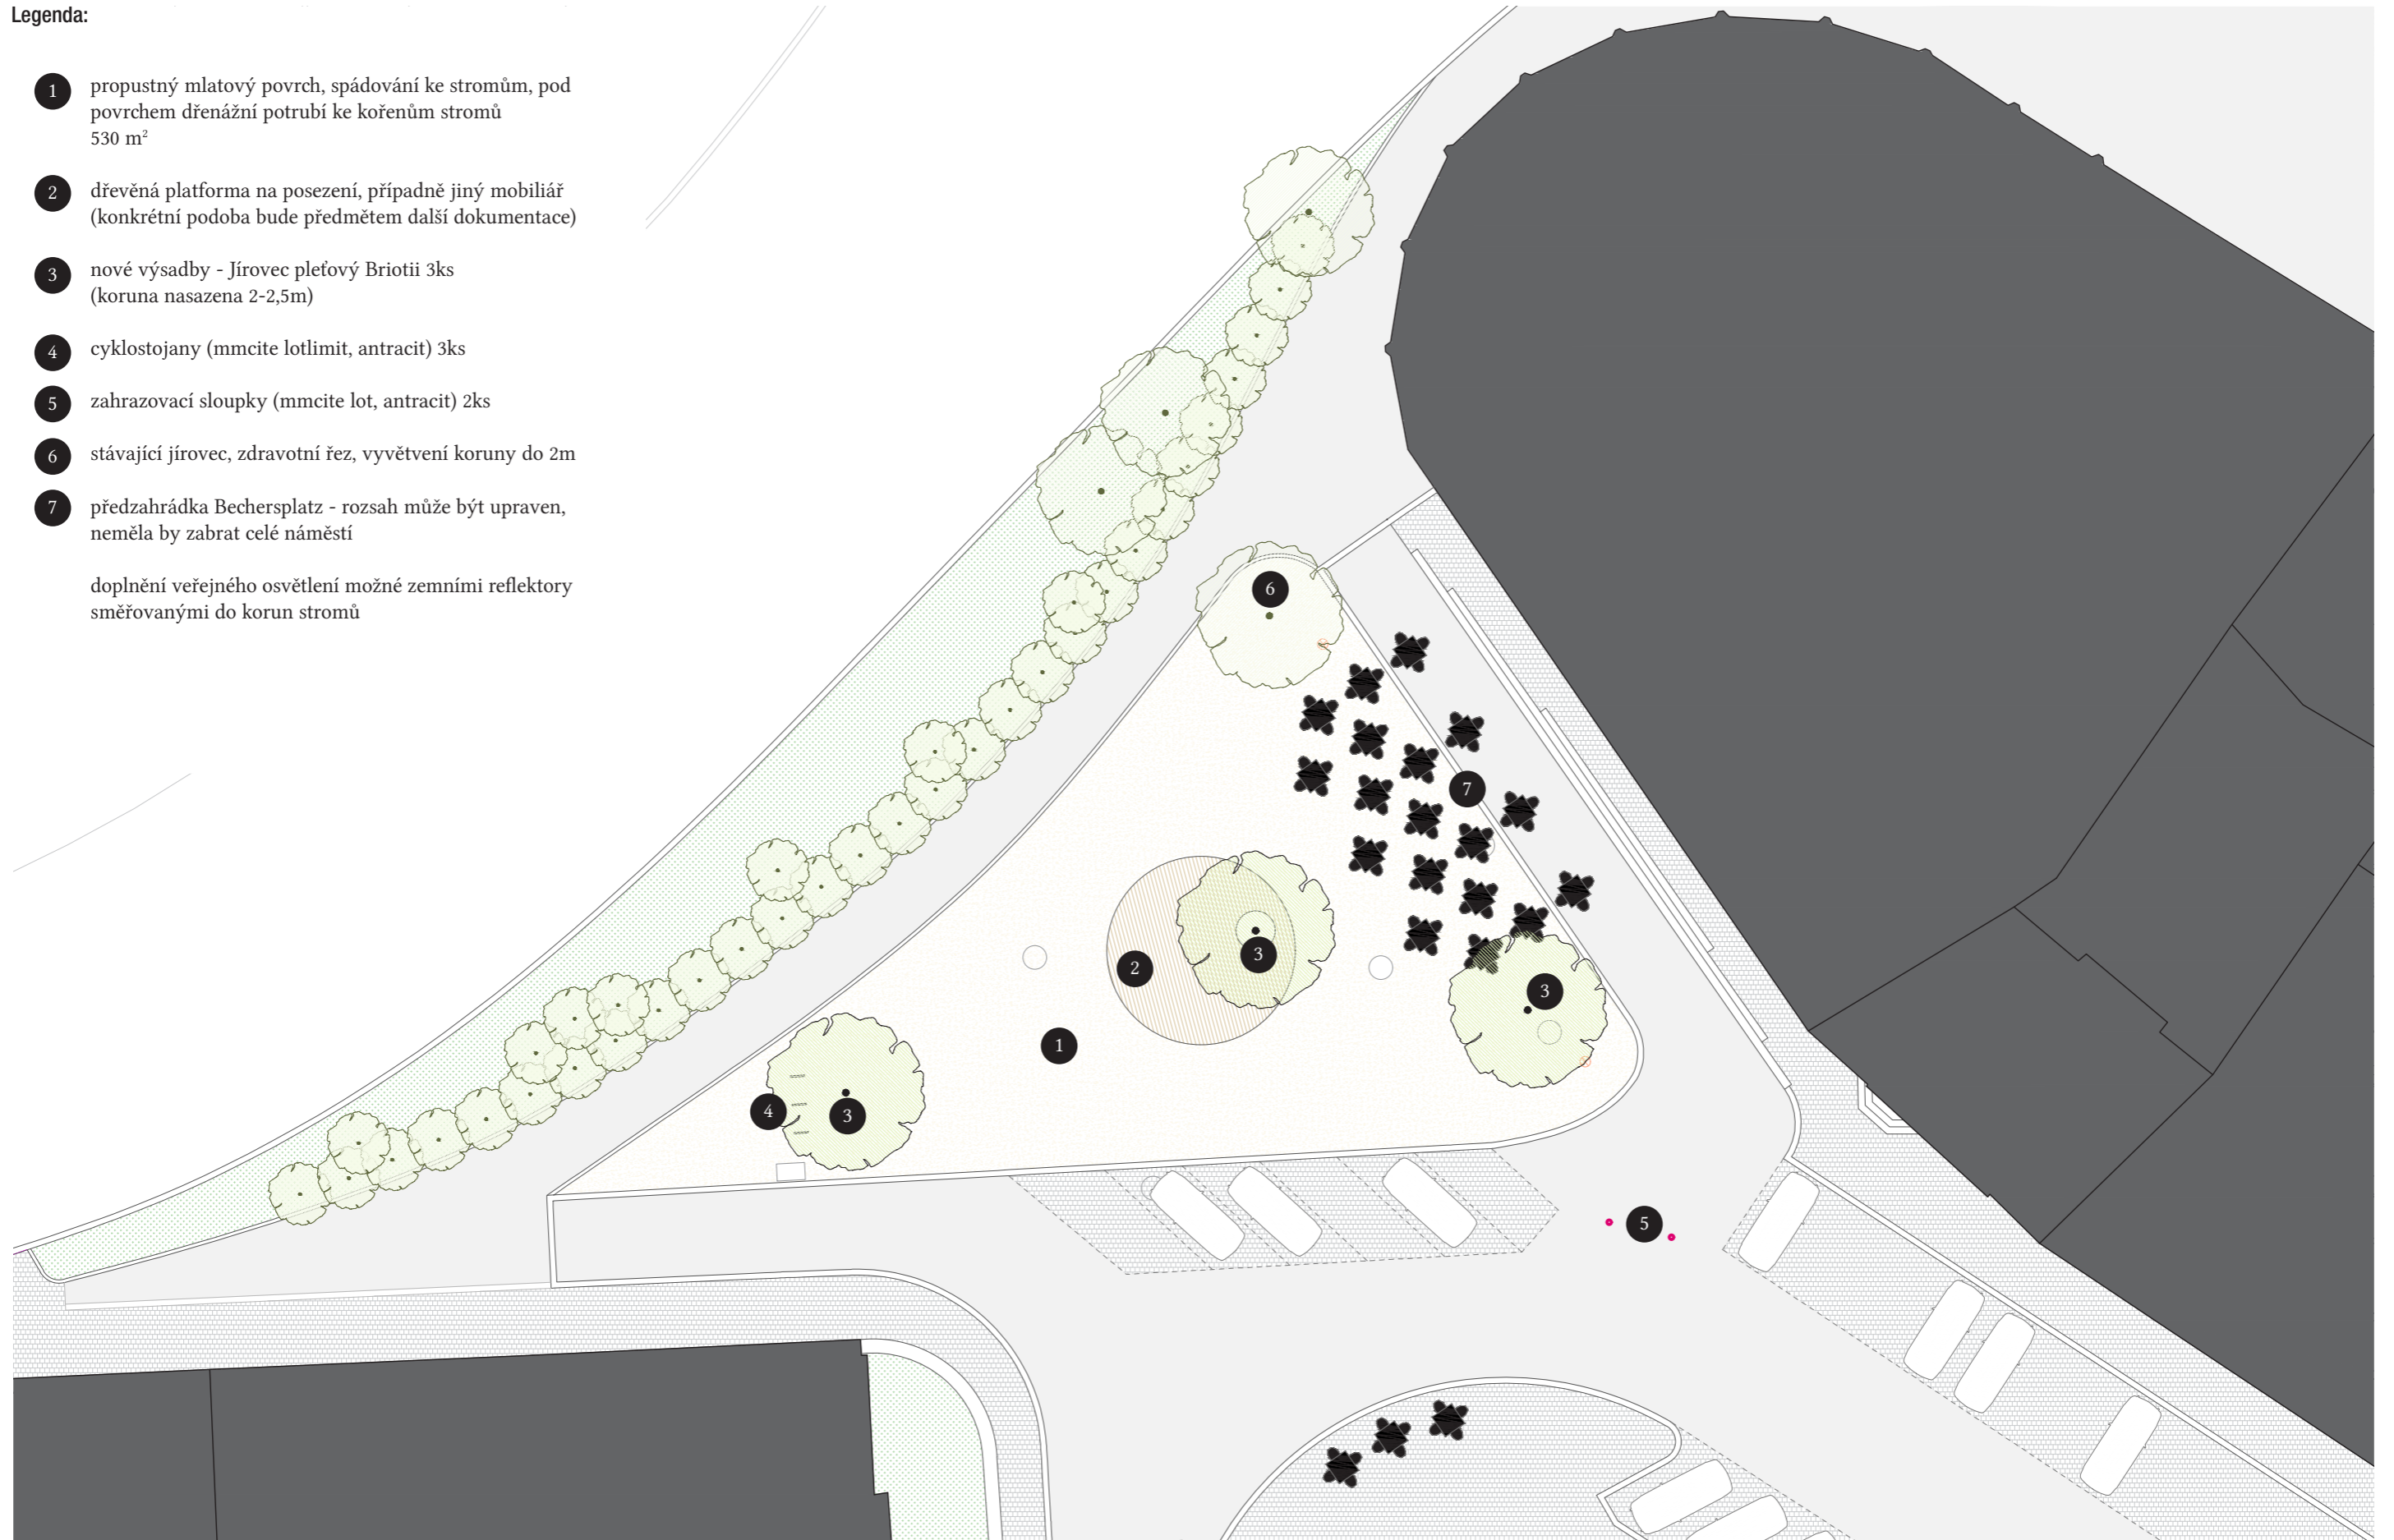 Legenda:
1 propustný mlatový povrch, spádování ke stromům, pod
povrchem dřenážní potrubí ke kořenům stromů
530 m²
2 dřevěná platforma na posezení, případně jiný mobiliář
(konkrétní podoba bude předmětem další dokumentace)
3 nové výsadby - Jírovec pleťový Briotii 3ks
(koruna nasazena 2-2,5m)
4 cyklostojany (mmcite lotlimit, antracit) 3ks
5 zahrazovací sloupky (mmcite lot, antracit) 2ks
6 stávající jírovec, zdravotní řez, vyvětvení koruny do 2m
7 předzahrádka Bechersplatz - rozsah může být upraven,
neměla by zabrat celé náměstí
doplnění veřejného osvětlení možné zemními reflektory
směřovanými do korun stromů
6
7
3
2
3
1
4
3
5